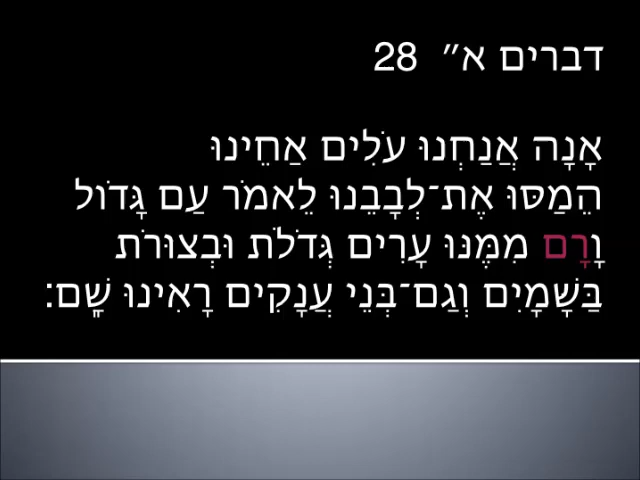 דברים א״ 28
אָנָה אֲנַחְנוּ עֹלִים אַחֵינוּ
הֵמַסּוּ אֶת־לְבָבֵנוּ לֵאמֹר עַם גָּדוֹל
וָרָם מִמֶּנּוּ עָרִים גְּדֹלֹת וּבְצוּרֹת
בַּשָּׁמָיִם וְגַם־בְּנֵי עֲנָקִים רָאִינוּ שָׁם׃